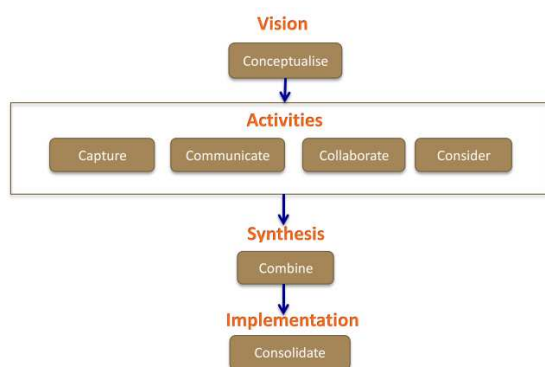 Vision
Conceptualise
Activities
Capture Communicate Collaborate Consider
Synthesis
Combine
Implementation
Consolidate